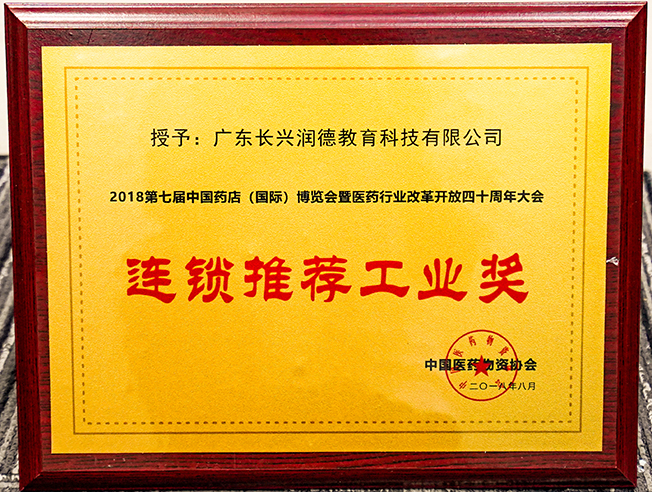 授予：广东长兴润德教育科技有限公司
2018第七届中国药店（国际）博览会暨医药行业改革开放四十周年大会
连锁推荐工业奖
中国医药物资协会
二〇一八年八月